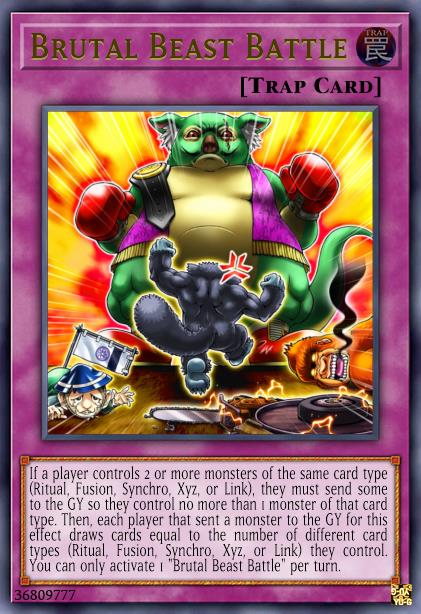 BRUTAL BEAST BATTLE
TRAP
罠
[TRAP CARD]
If a player controls 2 or more monsters of the same card type
(Ritual, Fusion, Synchro, Xyz, or Link), they must send some
to the GY so they control no more than 1 monster of that card
type. Then, each player that sent a monster to the GY for this
effect draws cards equal to the number of different card
types (Ritual, Fusion, Synchro, Xyz, or Link) they control.
You can only activate 1 "Brutal Beast Battle" per turn.
36809777